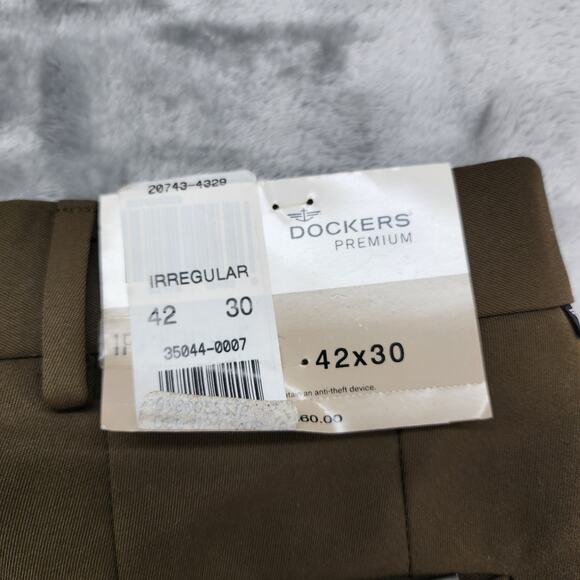 20743-4329
IRREGULAR
42 30
35044-0007
DOCKERS®
PREMIUM
42x30
an anti-theft device.
60.00